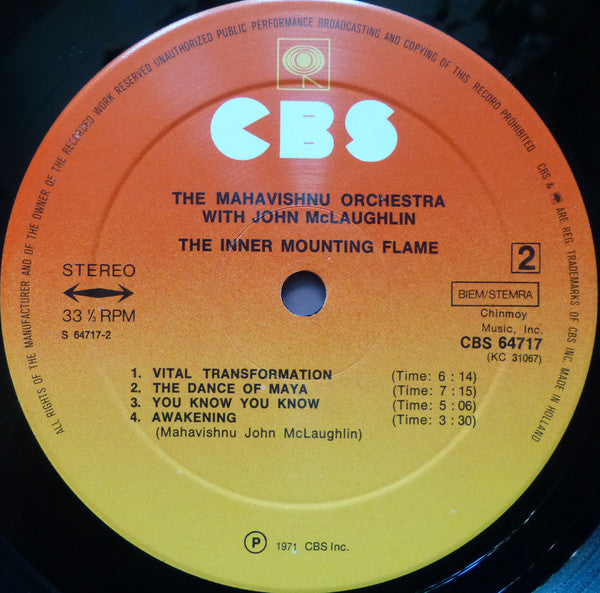 ALL RIGHTS OF THE MANUFACTURER AND OF THE OWNER OF THE RECORDED WORK RESERVED UNAUTHORIZED PUBLIC PERFORMANCE BROADCASTING AND COPYING OF THIS RECORD PROHIBITED
CBS & ARE REG. TRADEMARKS OF CBS INC. MADE IN HOLLAND
CBS
THE MAHAVISHNU ORCHESTRA
WITH JOHN McLAUGHLIN
THE INNER MOUNTING FLAME
STEREO
33 ⅓ RPM
S 64717-2
2
BIEM/STEMRA
Chinmoy
Music, Inc.
CBS 64717
(KC 31067)
1. VITAL TRANSFORMATION (Time: 6 : 14)
2. THE DANCE OF MAYA (Time: 7 : 15)
3. YOU KNOW YOU KNOW (Time: 5 : 06)
4. AWAKENING (Time: 3 : 30)
(Mahavishnu John McLaughlin)
Ⓟ 1971 CBS Inc.